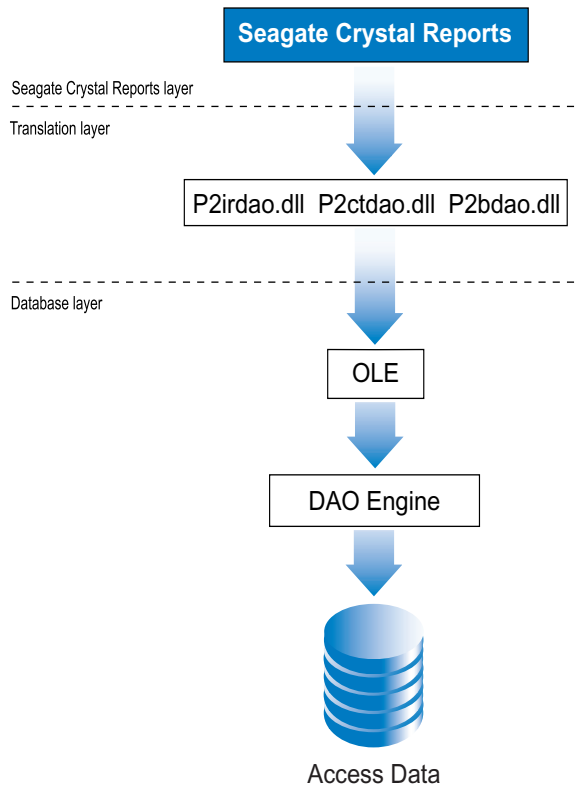 Seagate Crystal Reports
Seagate Crystal Reports layer
Translation layer
P2irdao.dll P2ctdao.dll P2bdao.dll
Database layer
OLE
DAO Engine
Access Data